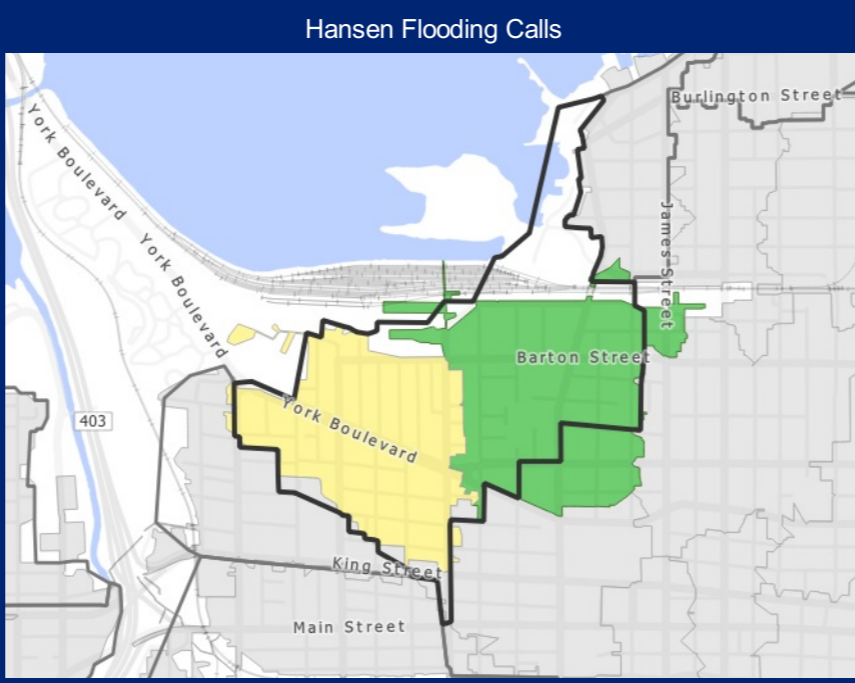 Hansen Flooding Calls
Burlington Street
York Boulevard
York Boulevard
James Street
Barton Street
York Boulevard
403
King Street
Main Street